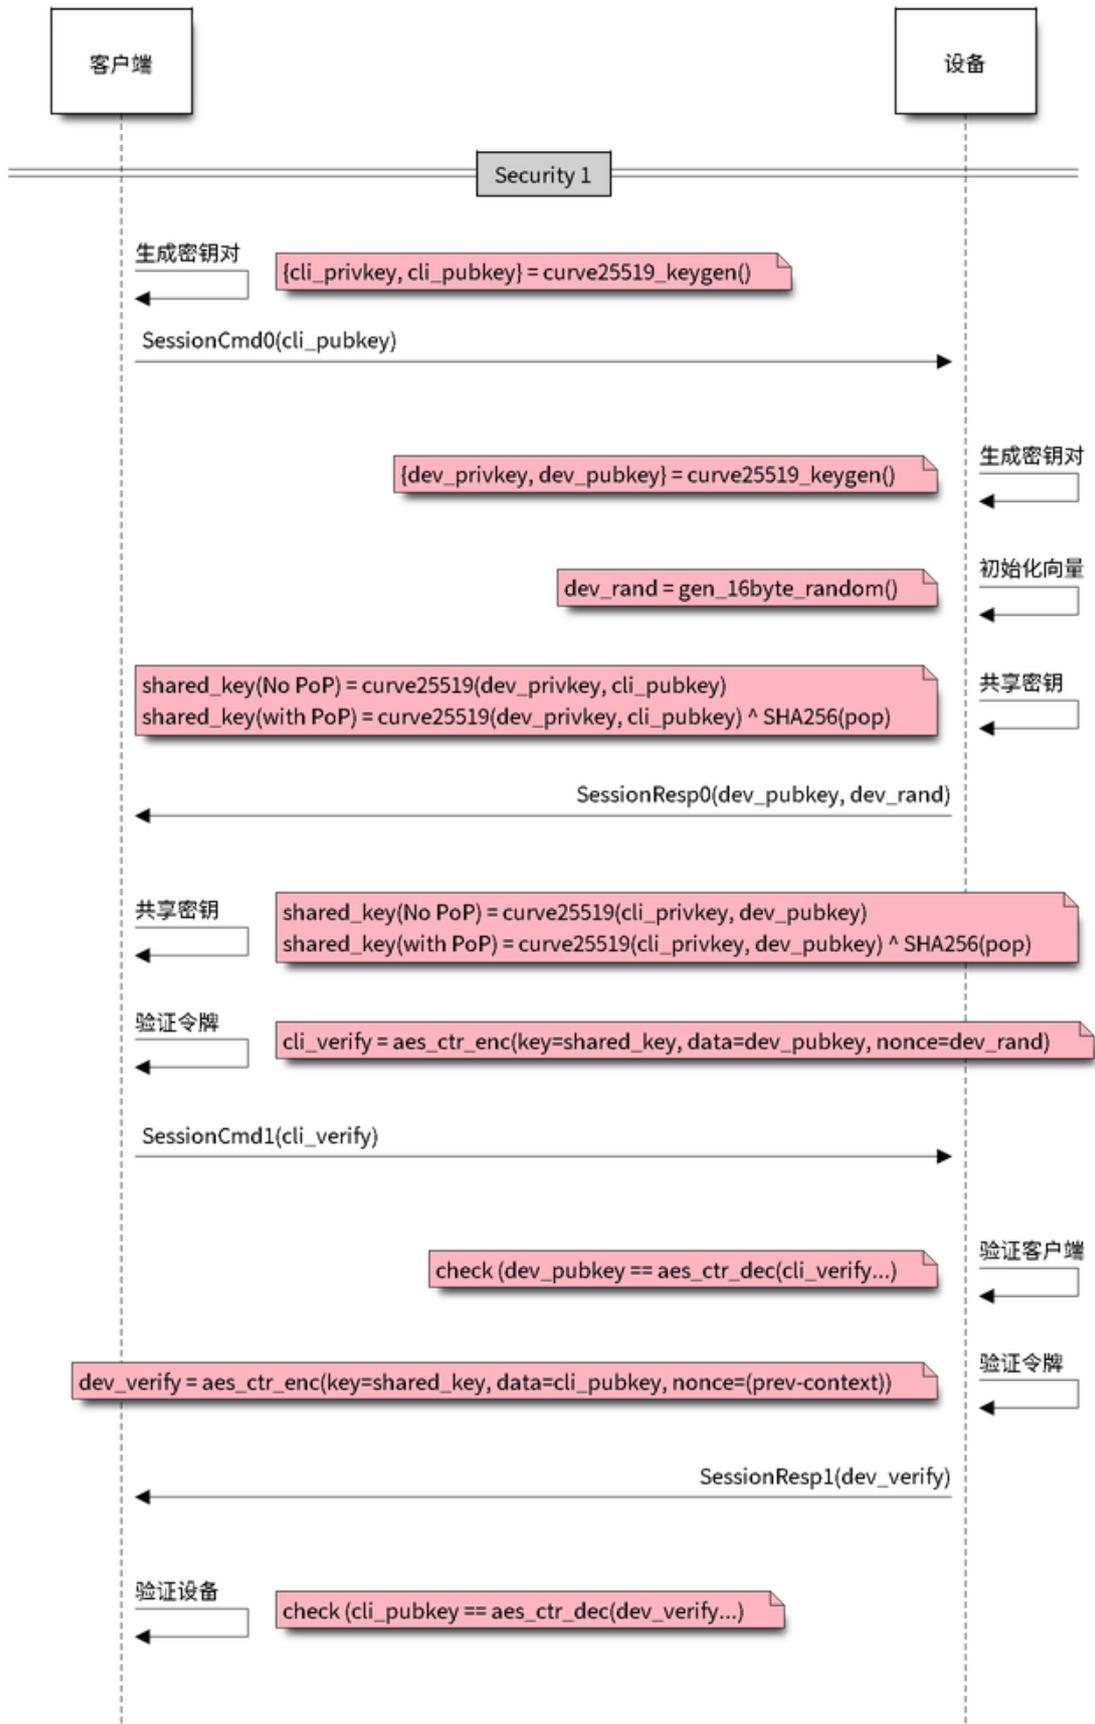 客户端
设备
Security 1
生成密钥对
{cli_privkey, cli_pubkey} = curve25519_keygen()
SessionCmd0(cli_pubkey)
生成密钥对
{dev_privkey, dev_pubkey} = curve25519_keygen()
初始化向量
dev_rand = gen_16byte_random()
共享密钥
shared_key(No PoP) = curve25519(dev_privkey, cli_pubkey)
shared_key(with PoP) = curve25519(dev_privkey, cli_pubkey) ^ SHA256(pop)
SessionResp0(dev_pubkey, dev_rand)
共享密钥
shared_key(No PoP) = curve25519(cli_privkey, dev_pubkey)
shared_key(with PoP) = curve25519(cli_privkey, dev_pubkey) ^ SHA256(pop)
验证令牌
cli_verify = aes_ctr_enc(key=shared_key, data=dev_pubkey, nonce=dev_rand)
SessionCmd1(cli_verify)
验证客户端
check (dev_pubkey == aes_ctr_dec(cli_verify...)
验证令牌
dev_verify = aes_ctr_enc(key=shared_key, data=cli_pubkey, nonce=(prev-context))
SessionResp1(dev_verify)
验证设备
check (cli_pubkey == aes_ctr_dec(dev_verify...)